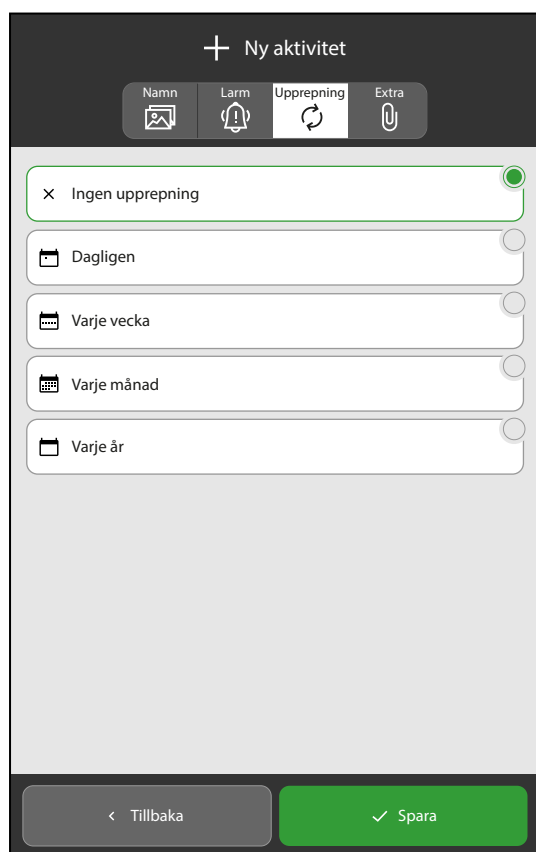 Ny aktivitet
Namn Larm Upprepning Extra
Ingen upprepning
Dagligen
Varje vecka
Varje månad
Varje år
Tillbaka Spara